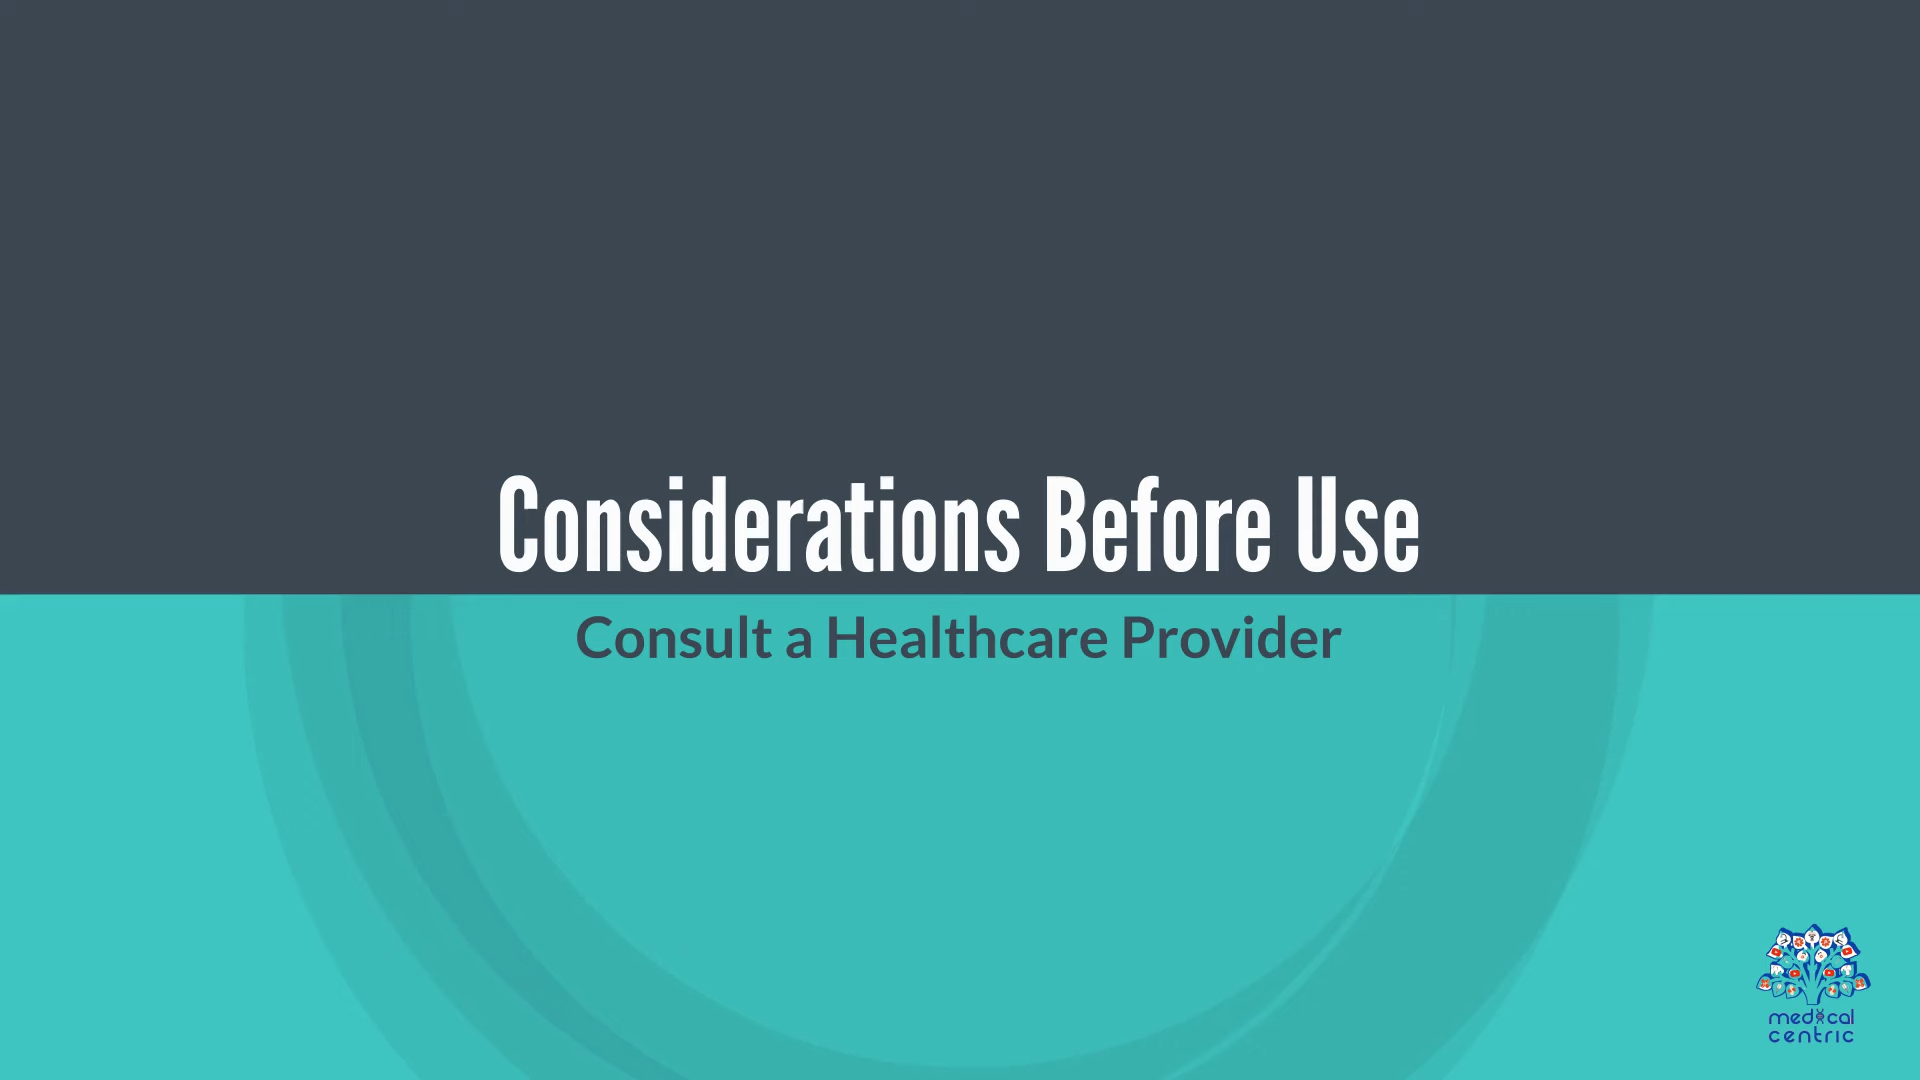 Considerations Before Use
Consult a Healthcare Provider
medical
centric